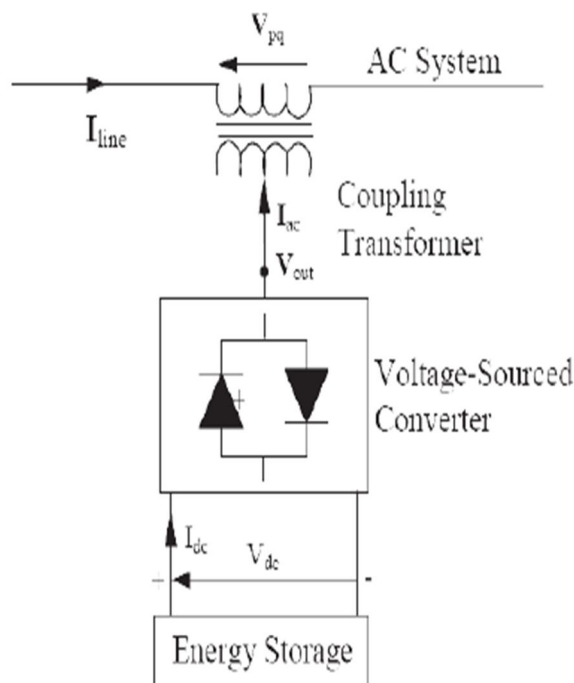 V_pq
AC System
I_line
Coupling
Transformer
I_ac
V_out
Voltage-Sourced
Converter
+
I_dc
V_dc
+ -
Energy Storage